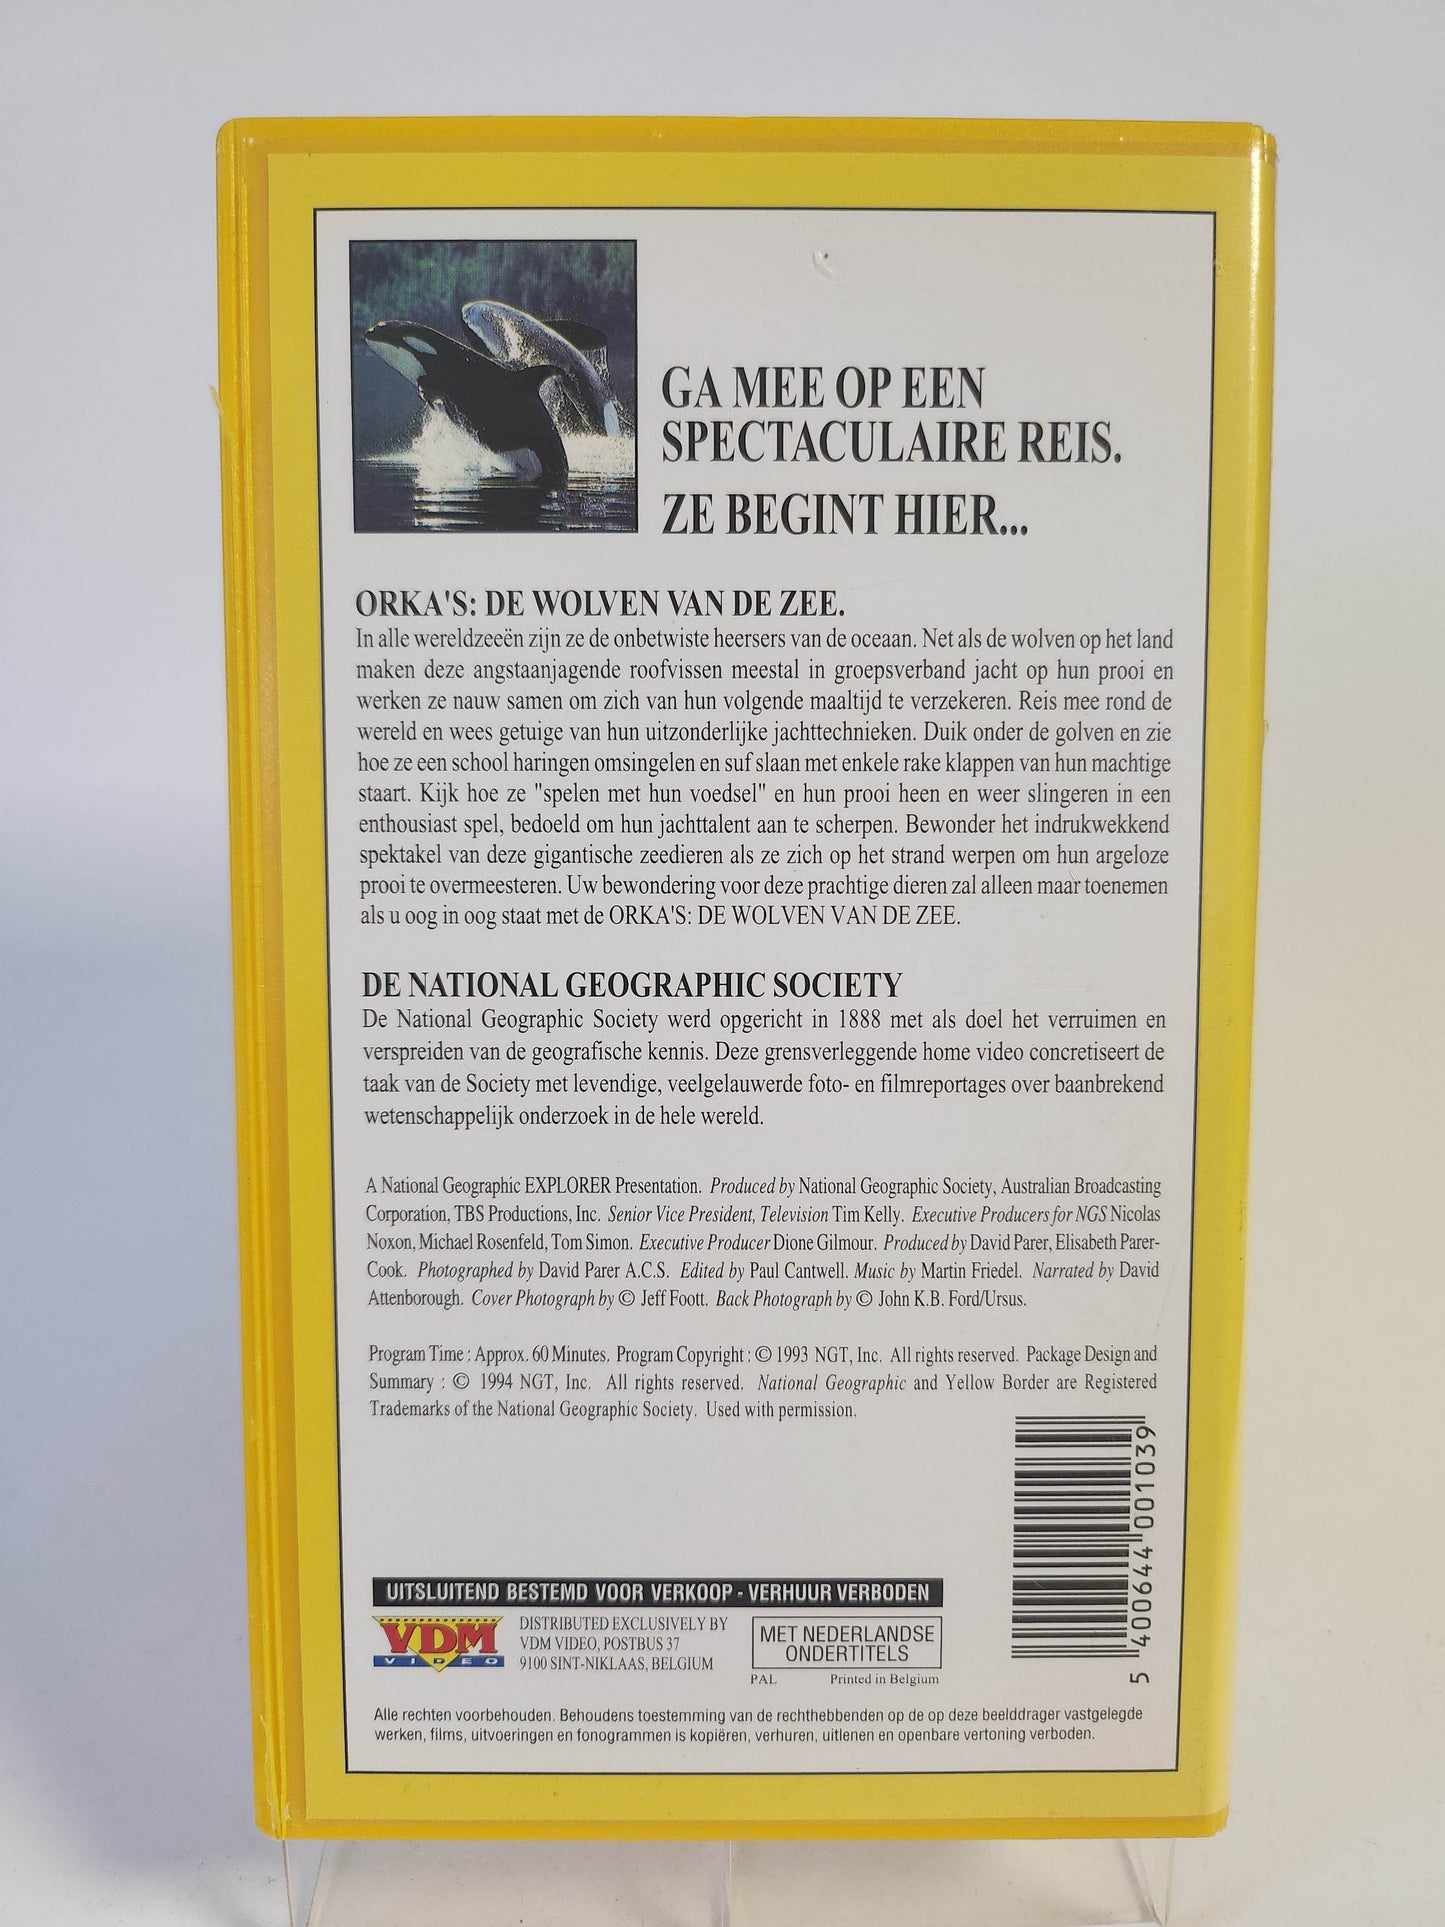 GA MEE OP EEN
SPECTACULAIRE REIS.
ZE BEGINT HIER...
ORKA'S: DE WOLVEN VAN DE ZEE.
In alle wereldzeeën zijn ze de onbetwiste heersers van de oceaan. Net als de wolven op het land
maken deze angstaanjagende roofvissen meestal in groepsverband jacht op hun prooi en
werken ze nauw samen om zich van hun volgende maaltijd te verzekeren. Reis mee rond de
wereld en wees getuige van hun uitzonderlijke jachttechnieken. Duik onder de golven en zie
hoe ze een school haringen omsingelen en suf slaan met enkele rake klappen van hun machtige
staart. Kijk hoe ze "spelen met hun voedsel" en hun prooi heen en weer slingeren in een
enthousiast spel, bedoeld om hun jachttalent aan te scherpen. Bewonder het indrukwekkend
spektakel van deze gigantische zeedieren als ze zich op het strand werpen om hun argeloze
prooi te overmeesteren. Uw bewondering voor deze prachtige dieren zal alleen maar toenemen
als u oog in oog staat met de ORKA'S: DE WOLVEN VAN DE ZEE.
DE NATIONAL GEOGRAPHIC SOCIETY
De National Geographic Society werd opgericht in 1888 met als doel het verruimen en
verspreiden van de geografische kennis. Deze grensverleggende home video concretiseert de
taak van de Society met levendige, veelgelauwerde foto- en filmreportages over baanbrekend
wetenschappelijk onderzoek in de hele wereld.
A National Geographic EXPLORER Presentation. Produced by National Geographic Society, Australian Broadcasting
Corporation, TBS Productions, Inc. Senior Vice President, Television Tim Kelly. Executive Producers for NGS Nicolas
Noxon, Michael Rosenfeld, Tom Simon. Executive Producer Dione Gilmour. Produced by David Parer, Elisabeth Parer-
Cook. Photographed by David Parer A.C.S. Edited by Paul Cantwell. Music by Martin Friedel. Narrated by David
Attenborough. Cover Photograph by © Jeff Foott. Back Photograph by © John K.B. Ford/Ursus.
Program Time : Approx. 60 Minutes. Program Copyright : © 1993 NGT, Inc. All rights reserved. Package Design and
Summary : © 1994 NGT, Inc. All rights reserved. National Geographic and Yellow Border are Registered
Trademarks of the National Geographic Society. Used with permission.
5 400644 001039
UITSLUITEND BESTEMD VOOR VERKOOP - VERHUUR VERBODEN
VDM
VIDEO
DISTRIBUTED EXCLUSIVELY BY
VDM VIDEO, POSTBUS 37
9100 SINT-NIKLAAS, BELGIUM
MET NEDERLANDSE
ONDERTITELS
PAL Printed in Belgium
Alle rechten voorbehouden. Behoudens toestemming van de rechthebbenden op de op deze beelddrager vastgelegde
werken, films, uitvoeringen en fonogrammen is kopiëren, verhuren, uitlenen en openbare vertoning verboden.